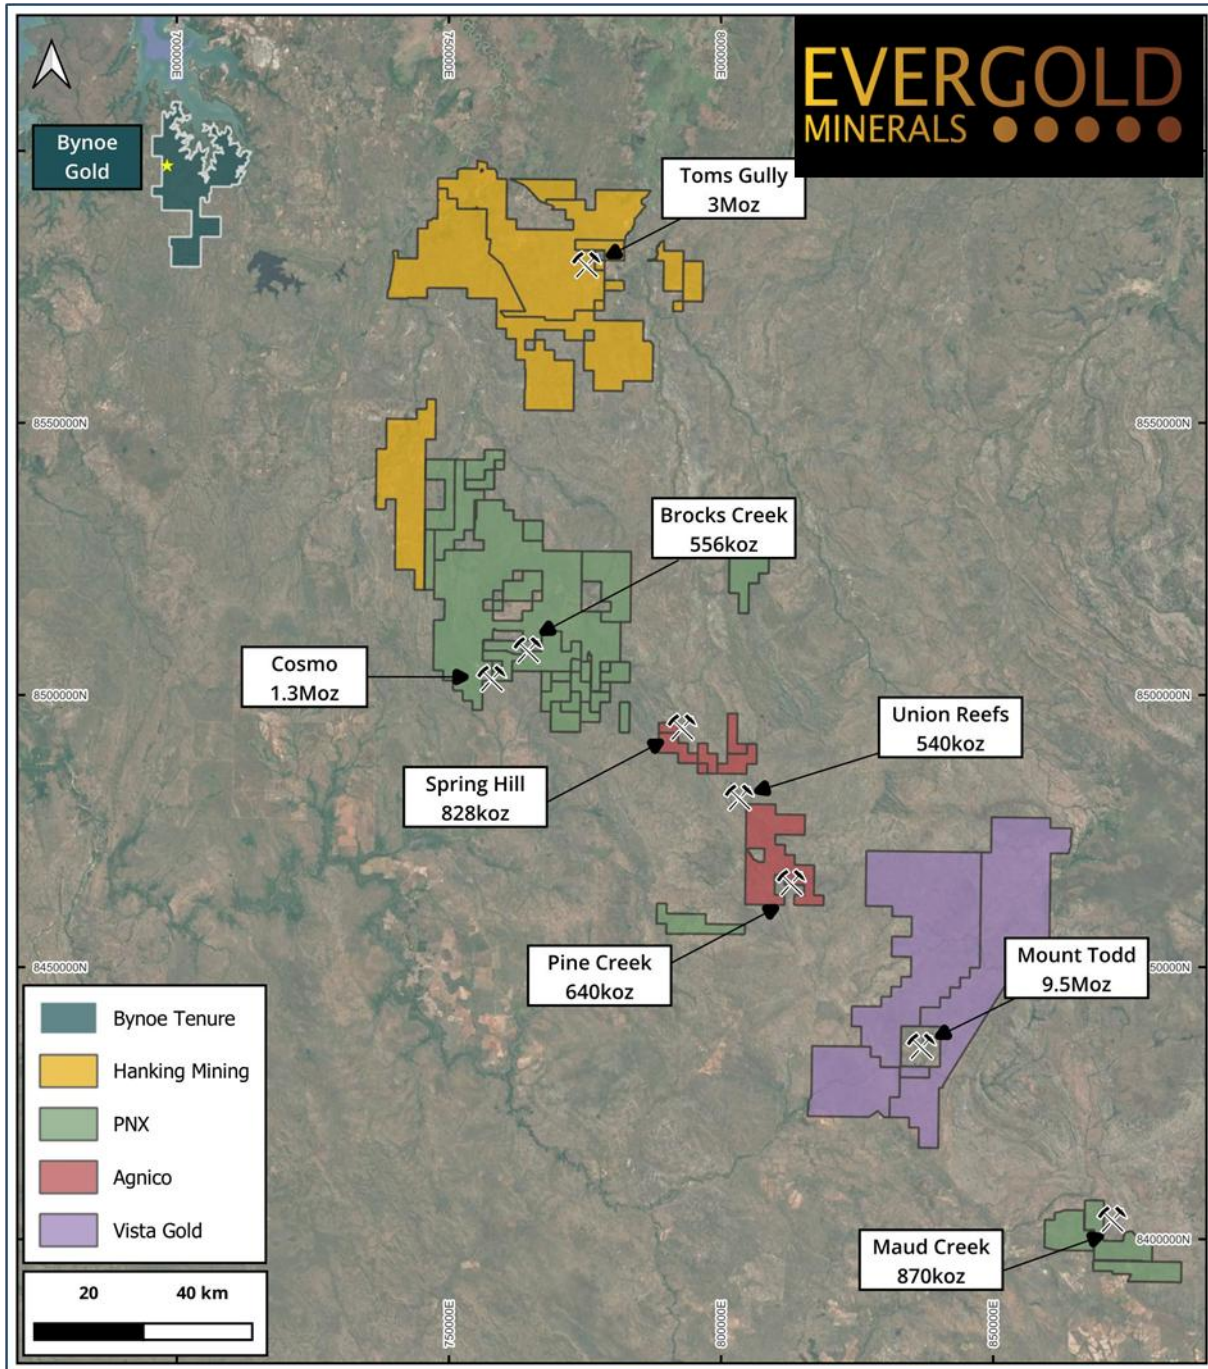 700000E
750000E
800000E
EVERGOLD
MINERALS
Bynoe
Gold
Toms Gully
3Moz
8550000N
8550000N
Brocks Creek
556koz
Cosmo
1.3Moz
8500000N
8500000N
Union Reefs
540koz
Spring Hill
828koz
Pine Creek
640koz
Mount Todd
9.5Moz
8450000N
50000N
Bynoe Tenure
Hanking Mining
PNX
Agnico
Vista Gold
Maud Creek
870koz
8400000N
20 40 km
750000E
800000E
850000E